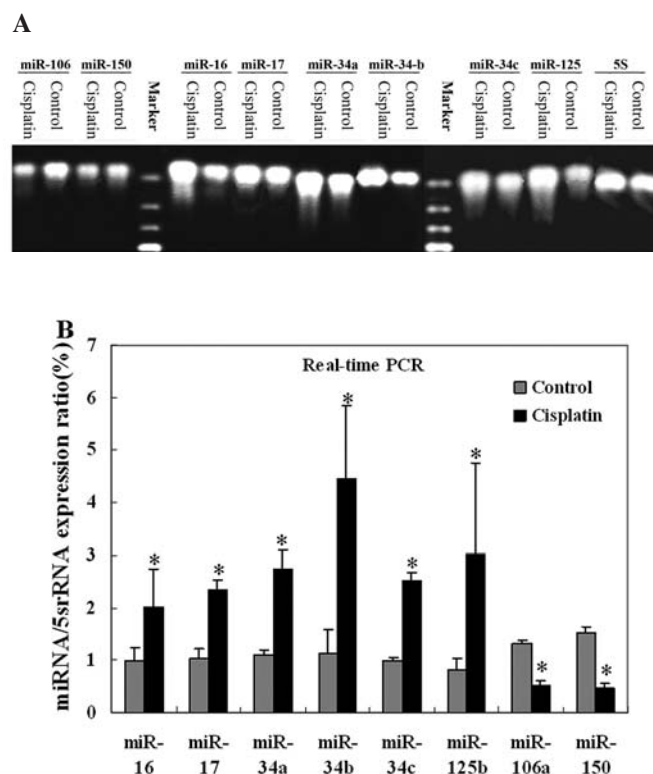 A
miR-106 miR-150 miR-16 miR-17 miR-34a miR-34-b miR-34c miR-125 5S
Cisplatin Control Cisplatin Control Marker Cisplatin Control Cisplatin Control Cisplatin Control Cisplatin Control Marker Cisplatin Control Cisplatin Control Cisplatin Control
B
miRNA/5srRNA expression ratio(%)
Real-time PCR
Control
Cisplatin
7
6
5
4
3
2
1
0
* * * * * * * *
miR- miR- miR- miR- miR- miR- miR- miR-
16 17 34a 34b 34c 125b 106a 150